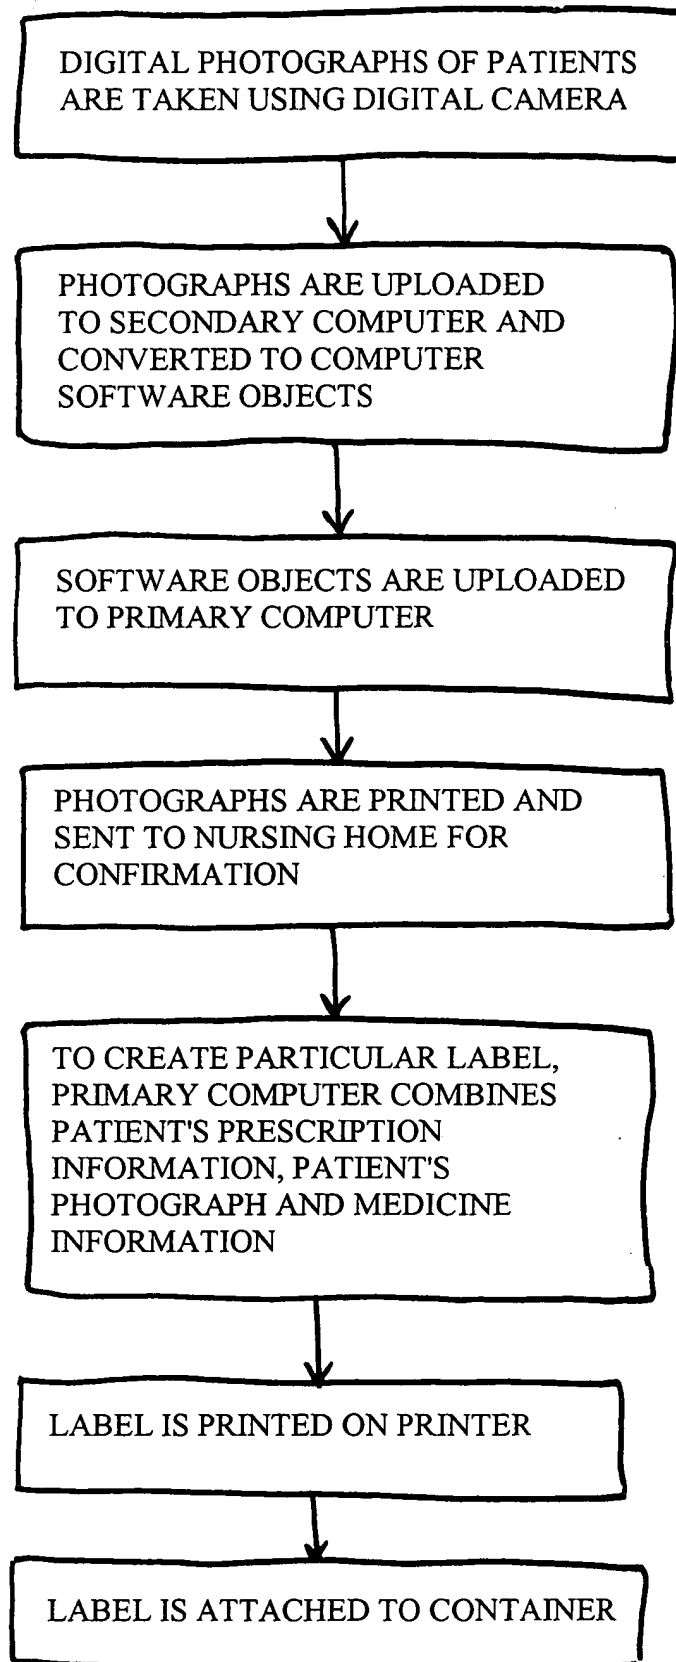 DIGITAL PHOTOGRAPHS OF PATIENTS
ARE TAKEN USING DIGITAL CAMERA
PHOTOGRAPHS ARE UPLOADED
TO SECONDARY COMPUTER AND
CONVERTED TO COMPUTER
SOFTWARE OBJECTS
SOFTWARE OBJECTS ARE UPLOADED
TO PRIMARY COMPUTER
PHOTOGRAPHS ARE PRINTED AND
SENT TO NURSING HOME FOR
CONFIRMATION
TO CREATE PARTICULAR LABEL,
PRIMARY COMPUTER COMBINES
PATIENT'S PRESCRIPTION
INFORMATION, PATIENT'S
PHOTOGRAPH AND MEDICINE
INFORMATION
LABEL IS PRINTED ON PRINTER
LABEL IS ATTACHED TO CONTAINER